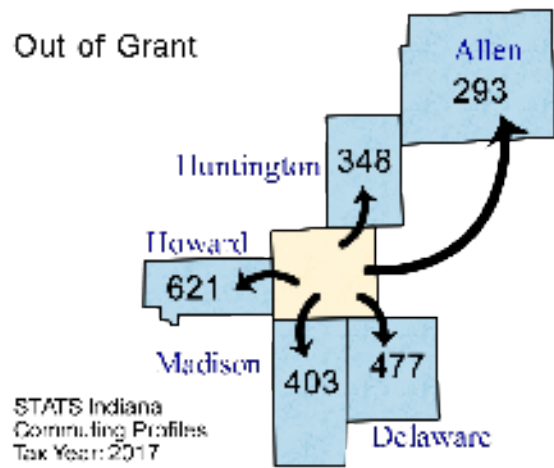 Out of Grant
Allen
293
Huntington
348
Howard
621
Madison
403
477
Delaware
STATS Indiana
Commuting Profiles
Tax Year: 2017